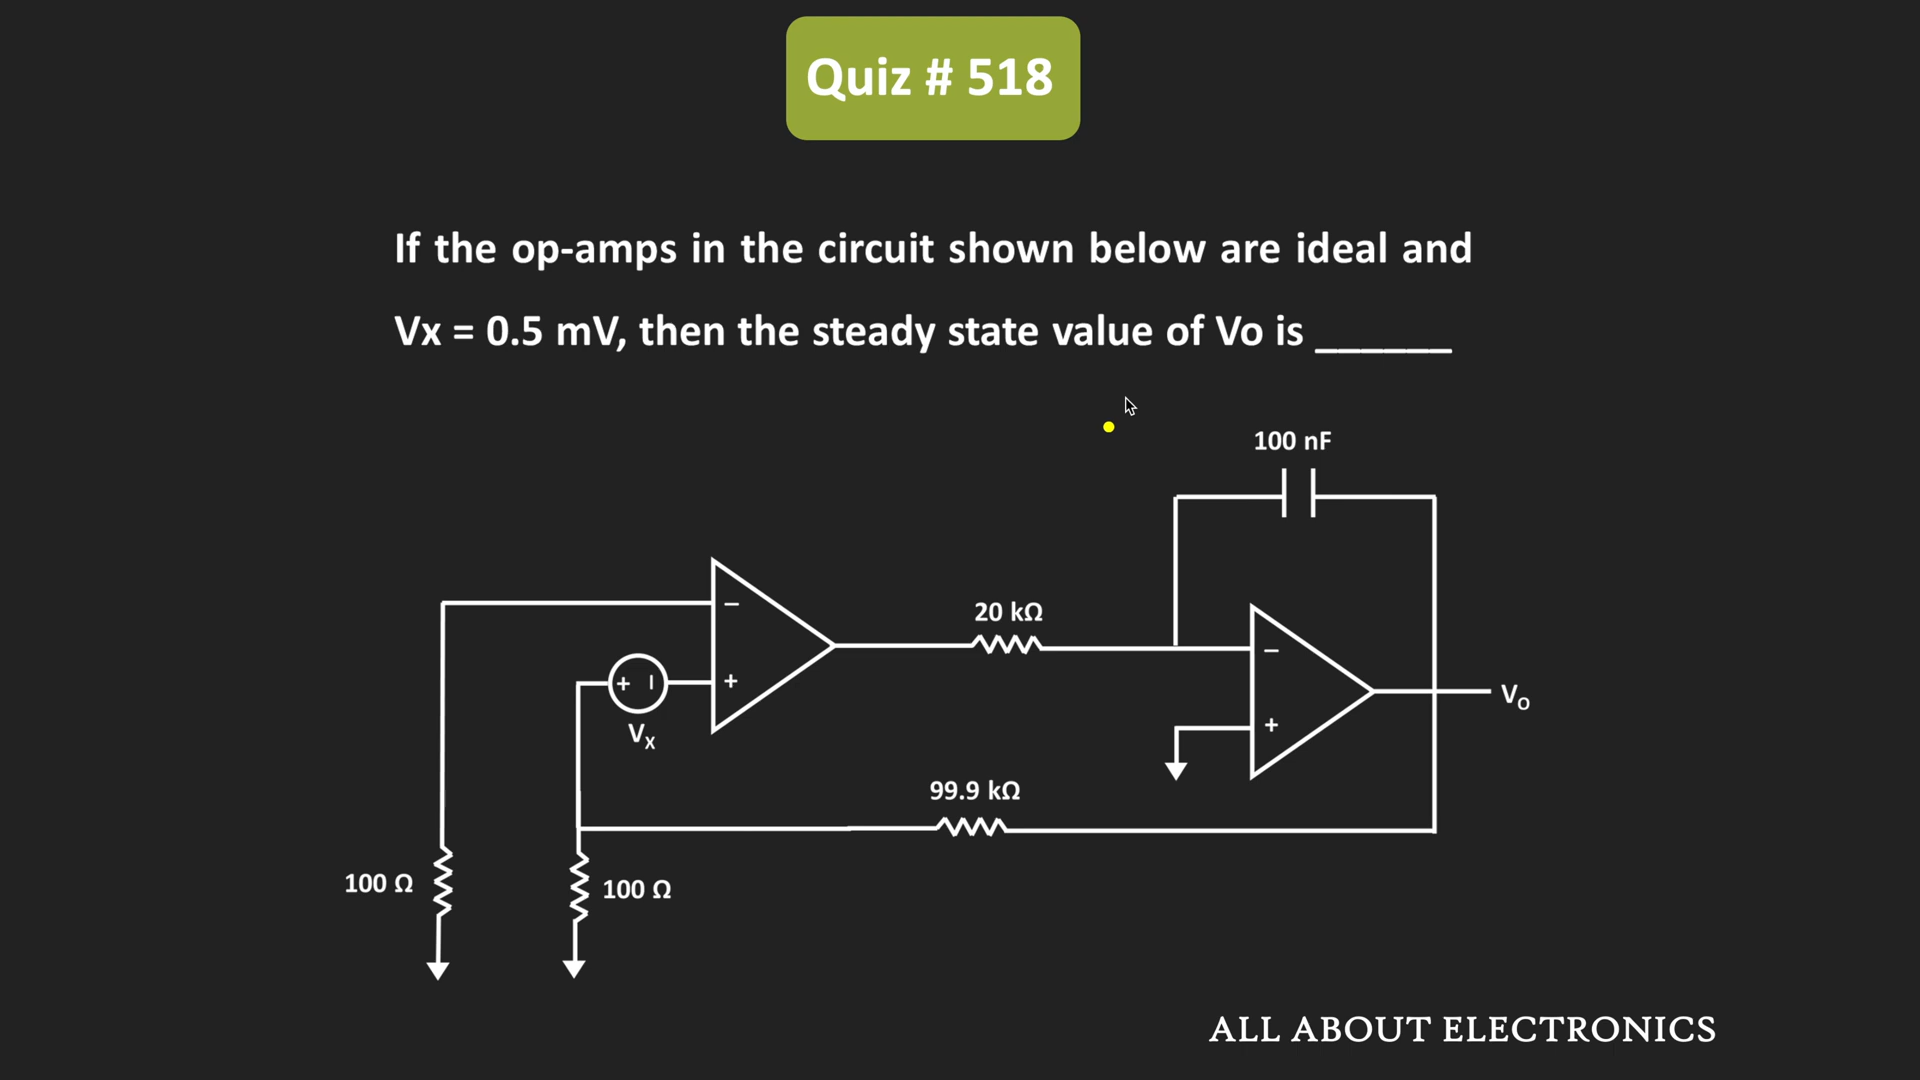 Quiz # 518
If the op-amps in the circuit shown below are ideal and
Vx = 0.5 mV, then the steady state value of Vo is ______
100 nF
20 kΩ
−
−
+ −
+
Vₓ
+
Vₒ
99.9 kΩ
100 Ω
100 Ω
ALL ABOUT ELECTRONICS